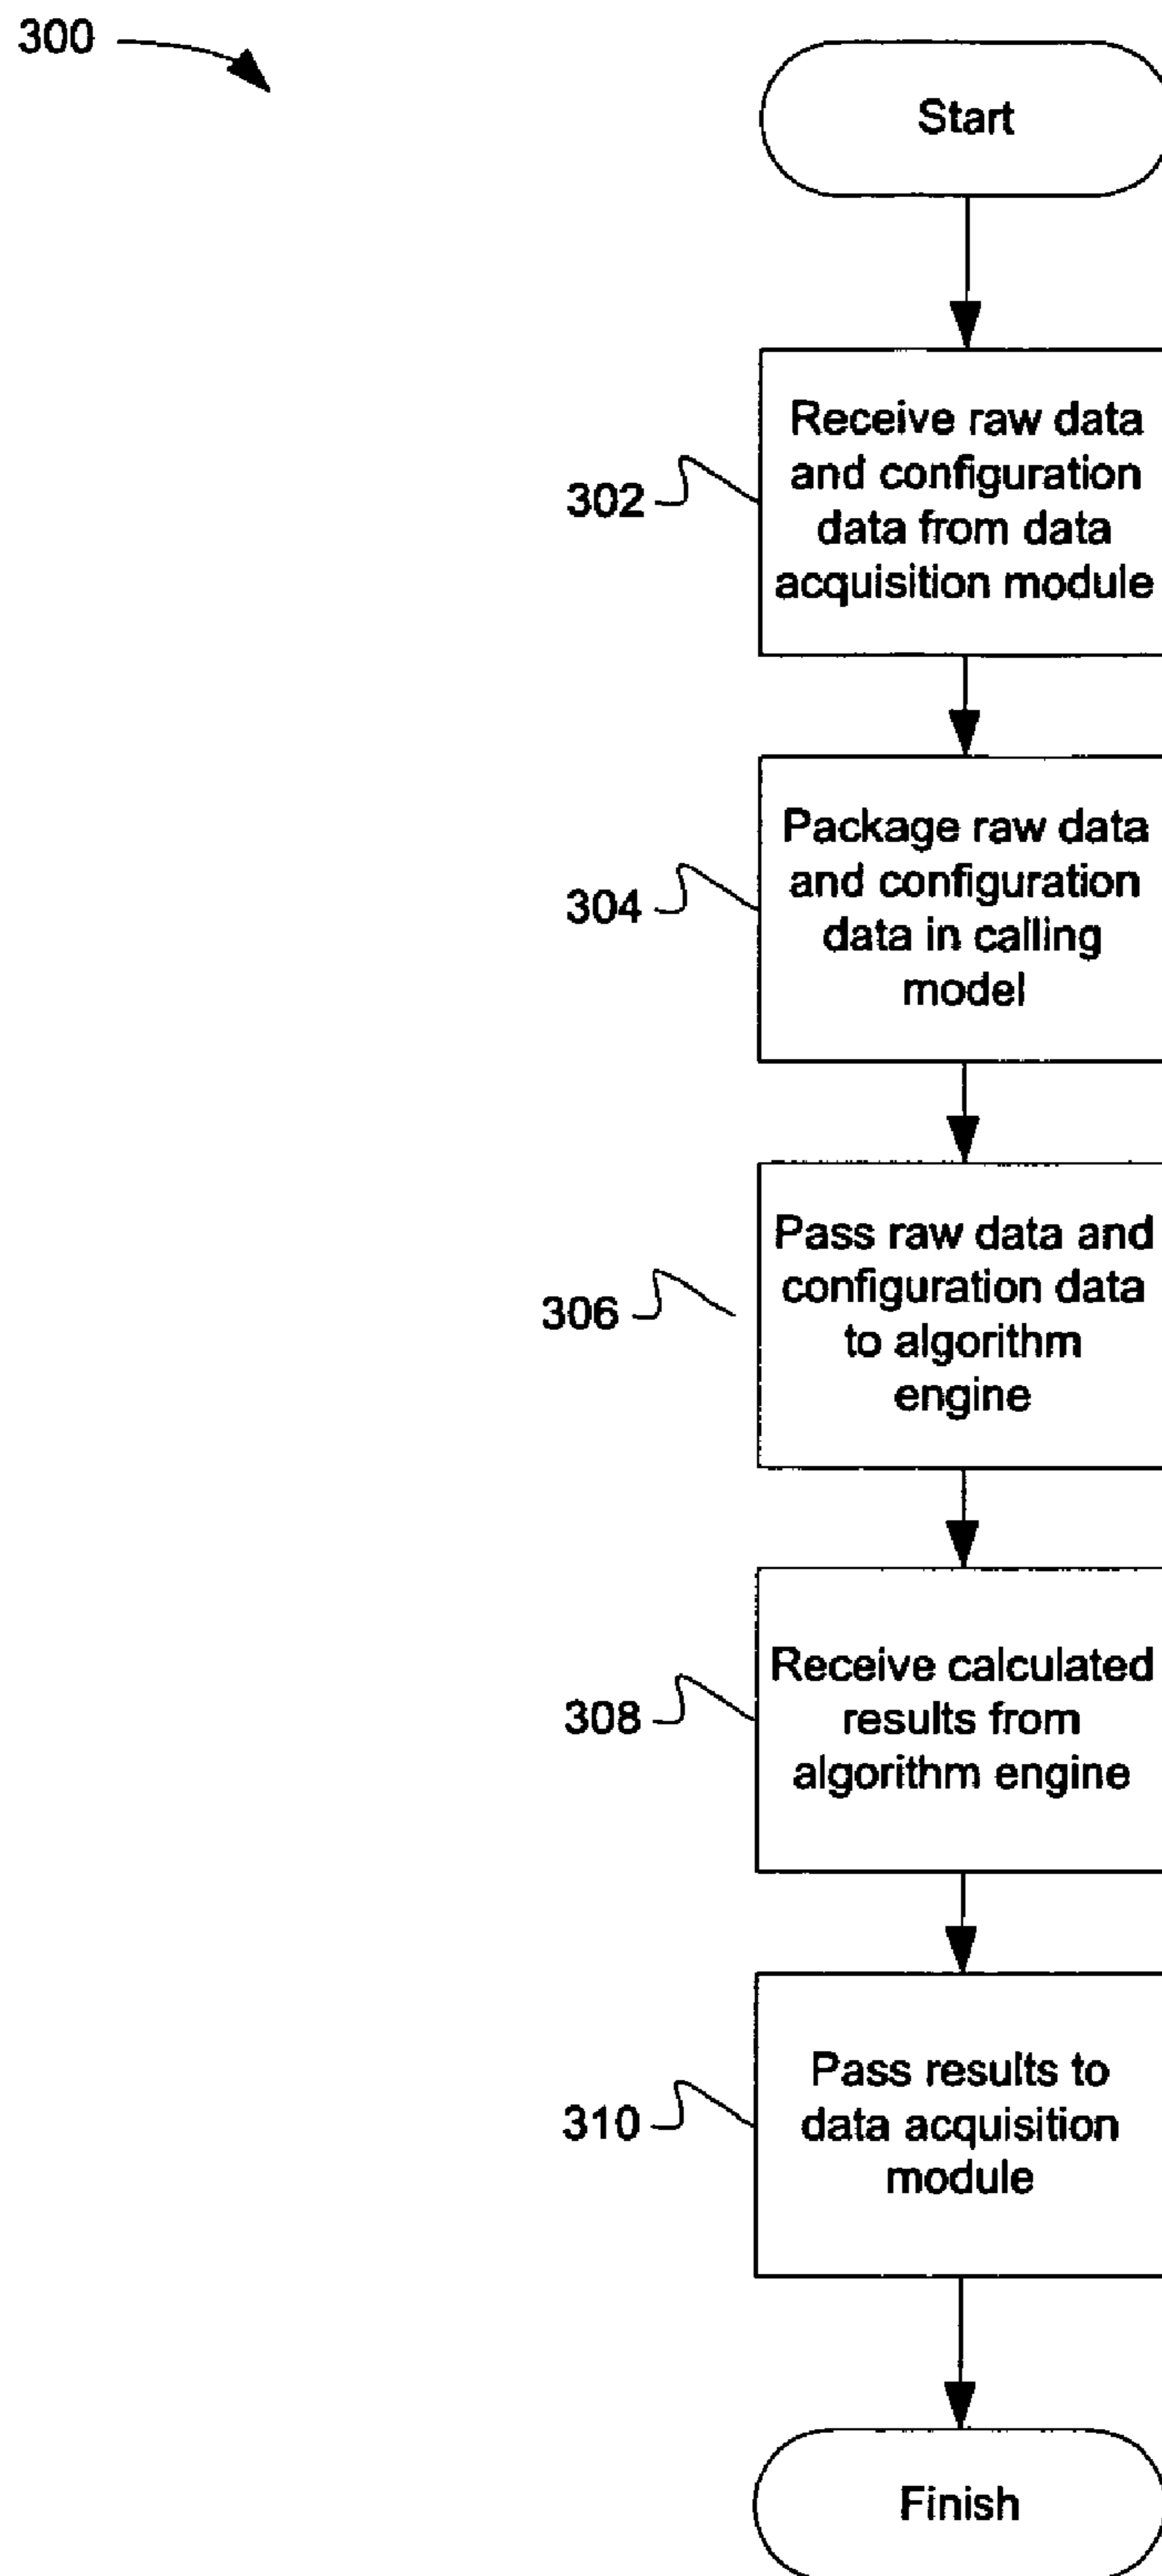 300
Start
302
Receive raw data
and configuration
data from data
acquisition module
304
Package raw data
and configuration
data in calling
model
306
Pass raw data and
configuration data
to algorithm
engine
308
Receive calculated
results from
algorithm engine
310
Pass results to
data acquisition
module
Finish